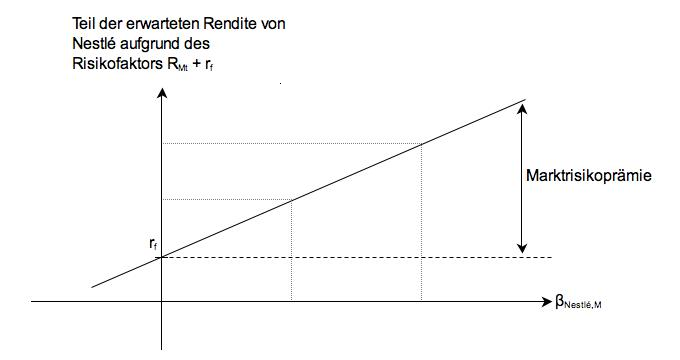 Teil der erwarteten Rendite von
Nestlé aufgrund des
Risikofaktors R_Mt + r_f
Marktrisikoprämie
r_f
β_Nestlé,M